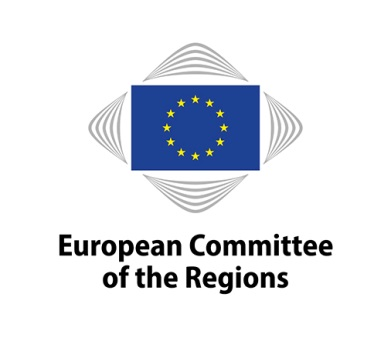 European Committee
of the Regions